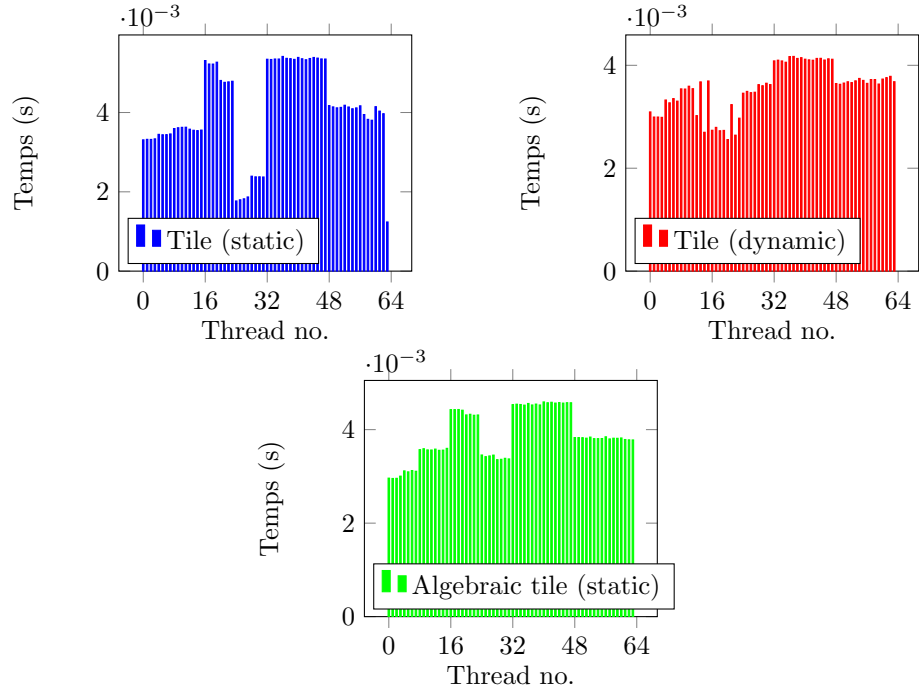 ·10⁻³
Temps (s)
4
2
0
Tile (static)
0 16 32 48 64
Thread no.
·10⁻³
Temps (s)
4
2
0
Tile (dynamic)
0 16 32 48 64
Thread no.
·10⁻³
Temps (s)
4
2
0
Algebraic tile (static)
0 16 32 48 64
Thread no.